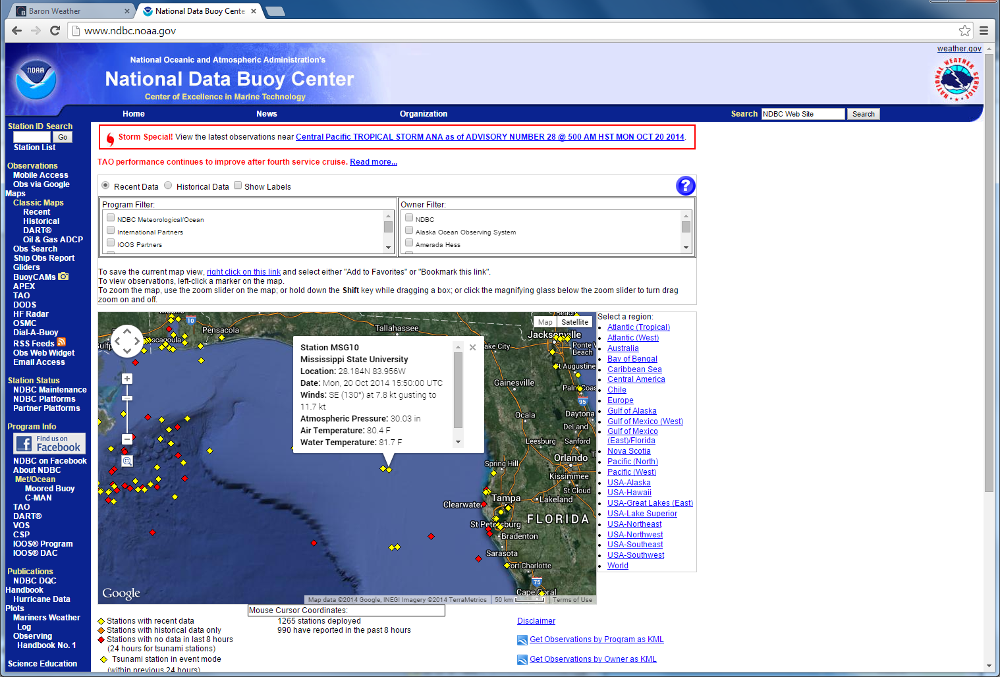 Baron Weather
National Data Buoy Cente
www.ndbc.noaa.gov
weather.gov
NOAA
National Oceanic and Atmospheric Administration's
National Data Buoy Center
Center of Excellence in Marine Technology
NATIONAL WEATHER SERVICE
Home
News
Organization
Search
NDBC Web Site
Search
Station ID Search
Go
Station List
Observations
Mobile Access
Obs via Google
Maps
Classic Maps
Recent
Historical
DART®
Oil & Gas ADCP
Obs Search
Ship Obs Report
Gliders
BuoyCAMs
APEX
TAO
DODS
HF Radar
OSMC
Dial-A-Buoy
RSS Feeds
Obs Web Widget
Email Access
Station Status
NDBC Maintenance
NDBC Platforms
Partner Platforms
Program Info
Find us on
Facebook
NDBC on Facebook
About NDBC
Met/Ocean
Moored Buoy
C-MAN
TAO
DART®
VOS
CSP
IOOS® Program
IOOS® DAC
Publications
NDBC DQC
Handbook
Hurricane Data
Plots
Mariners Weather
Log
Observing
Handbook No. 1
Science Education
Storm Special! View the latest observations near Central Pacific TROPICAL STORM ANA as of ADVISORY NUMBER 28 @ 500 AM HST MON OCT 20 2014.
TAO performance continues to improve after fourth service cruise. Read more...
Recent Data Historical Data Show Labels
?
Program Filter:
NDBC Meteorological/Ocean
International Partners
IOOS Partners
Owner Filter:
NDBC
Alaska Ocean Observing System
Amerada Hess
To save the current map view, right click on this link and select either "Add to Favorites" or "Bookmark this link".
To view observations, left-click a marker on the map.
To zoom the map, use the zoom slider on the map; or hold down the Shift key while dragging a box; or click the magnifying glass below the zoom slider to turn drag
zoom on and off.
Map
Satellite
10
Pensacola
Tallahassee
Beach
Jacksonville
Gulfp
ascagoula
ake City
Ponte V
Beach
St Augustine
Gainesville
Palm Coas
95
Ocala
Daytona
DeLand
Leesburg
Sanford
Orlando
Spring Hill
Kissimmee
St Cloud
Tampa
Lakeland
Clearwater
St Petersburg
FLORIDA
Bradenton
Sarasota
Port Charlotte
75
Cape Coral
Station MSG10
Mississippi State University
Location: 28.184N 83.956W
Date: Mon, 20 Oct 2014 15:50:00 UTC
Winds: SE (130°) at 7.8 kt gusting to
11.7 kt
Atmospheric Pressure: 30.03 in
Air Temperature: 80.4 F
Water Temperature: 81.7 F
Google
Map data ©2014 Google, INEGI Imagery ©2014 TerraMetrics
50 km
Terms of Use
Select a region:
Atlantic (Tropical)
Atlantic (West)
Australia
Bay of Bengal
Caribbean Sea
Central America
Chile
Europe
Gulf of Alaska
Gulf of Mexico (West)
Gulf of Mexico
(East)/Florida
Nova Scotia
Pacific (North)
Pacific (West)
USA-Alaska
USA-Hawaii
USA-Great Lakes (East)
USA-Lake Superior
USA-Northeast
USA-Northwest
USA-Southeast
USA-Southwest
World
Mouse Cursor Coordinates:
Stations with recent data
Stations with historical data only
Stations with no data in last 8 hours
(24 hours for tsunami stations)
Tsunami station in event mode
(within previous 24 hours)
1265 stations deployed
990 have reported in the past 8 hours
Disclaimer
Get Observations by Program as KML
Get Observations by Owner as KML